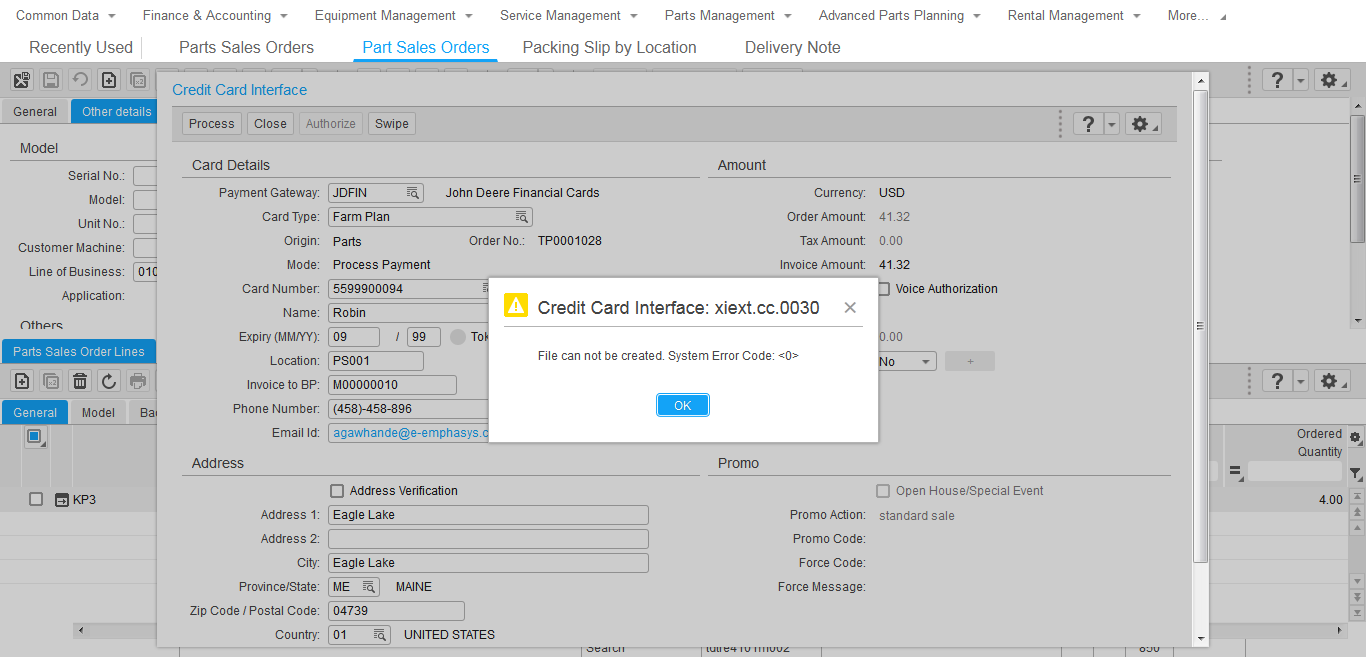 Common Data Finance & Accounting Equipment Management Service Management Parts Management Advanced Parts Planning Rental Management More...
Recently Used Parts Sales Orders Part Sales Orders Packing Slip by Location Delivery Note
Credit Card Interface
General Other details
Process Close Authorize Swipe
Model
Serial No.:
Model:
Unit No.:
Customer Machine:
Line of Business: 010
Application:
Others
Card Details
Payment Gateway: JDFIN John Deere Financial Cards
Card Type: Farm Plan
Origin: Parts Order No.: TP0001028
Mode: Process Payment
Card Number: 5599900094
Name: Robin
Expiry (MM/YY): 09 / 99
Location: PS001
Invoice to BP: M00000010
Phone Number: (458)-458-896
Email Id: agawhande@e-emphasys.c
Amount
Currency: USD
Order Amount: 41.32
Tax Amount: 0.00
Invoice Amount: 41.32
Voice Authorization
0.00
No +
Credit Card Interface: xiext.cc.0030
File can not be created. System Error Code: <0>
OK
Address
Address Verification
Address 1: Eagle Lake
Address 2:
City: Eagle Lake
Province/State: ME MAINE
Zip Code / Postal Code: 04739
Country: 01 UNITED STATES
Promo
Open House/Special Event
Promo Action: standard sale
Promo Code:
Force Code:
Force Message:
Parts Sales Order Lines
General Model
Ordered
Quantity
=
KP3 4.00
Search 850